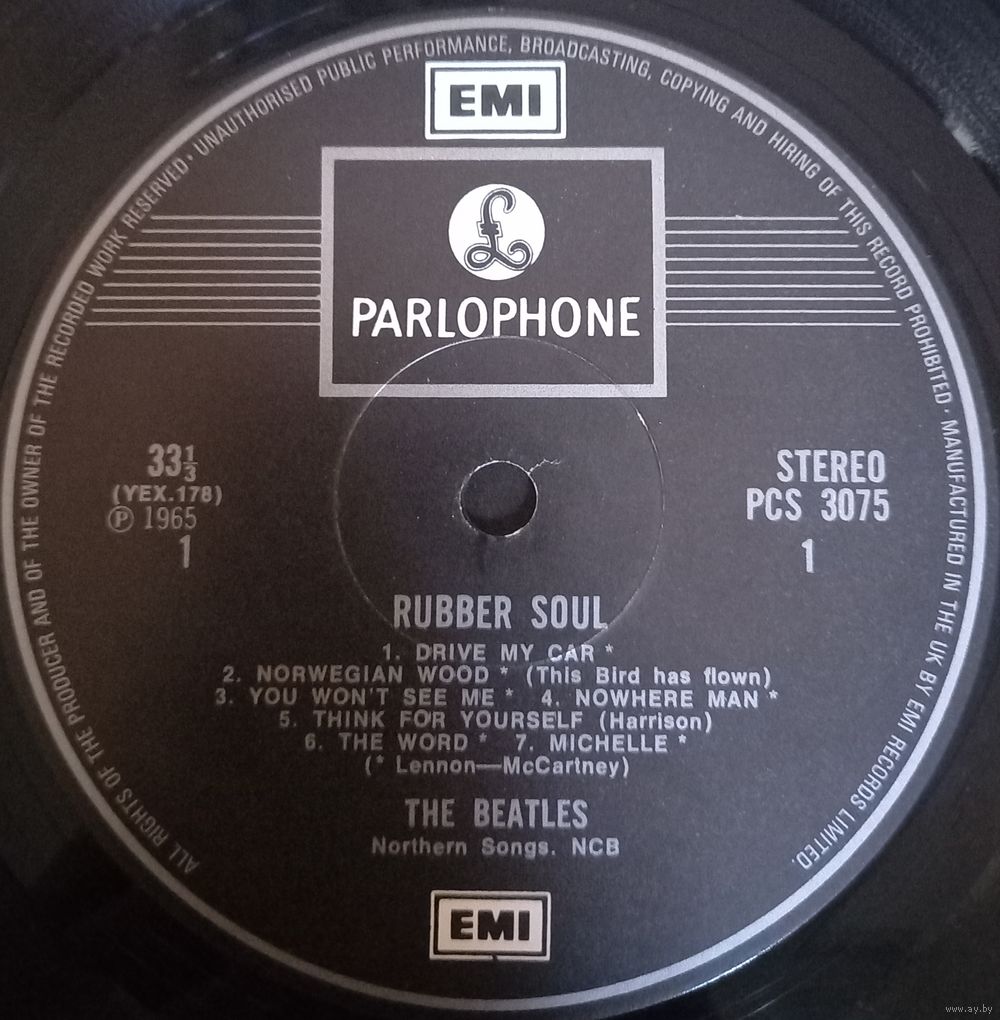 ALL RIGHTS OF THE PRODUCER AND OF THE OWNER OF THE RECORDED WORK RESERVED · UNAUTHORISED PUBLIC PERFORMANCE, BROADCASTING, COPYING AND HIRING OF THIS RECORD PROHIBITED · MANUFACTURED IN THE UK BY EMI RECORDS LIMITED.
EMI
£
PARLOPHONE
33⅓
(YEX.178)
Ⓟ 1965
1
STEREO
PCS 3075
1
RUBBER SOUL
1. DRIVE MY CAR *
2. NORWEGIAN WOOD * (This Bird has flown)
3. YOU WON'T SEE ME * 4. NOWHERE MAN *
5. THINK FOR YOURSELF (Harrison)
6. THE WORD * 7. MICHELLE *
(* Lennon—McCartney)
THE BEATLES
Northern Songs. NCB
EMI
www.ay.by